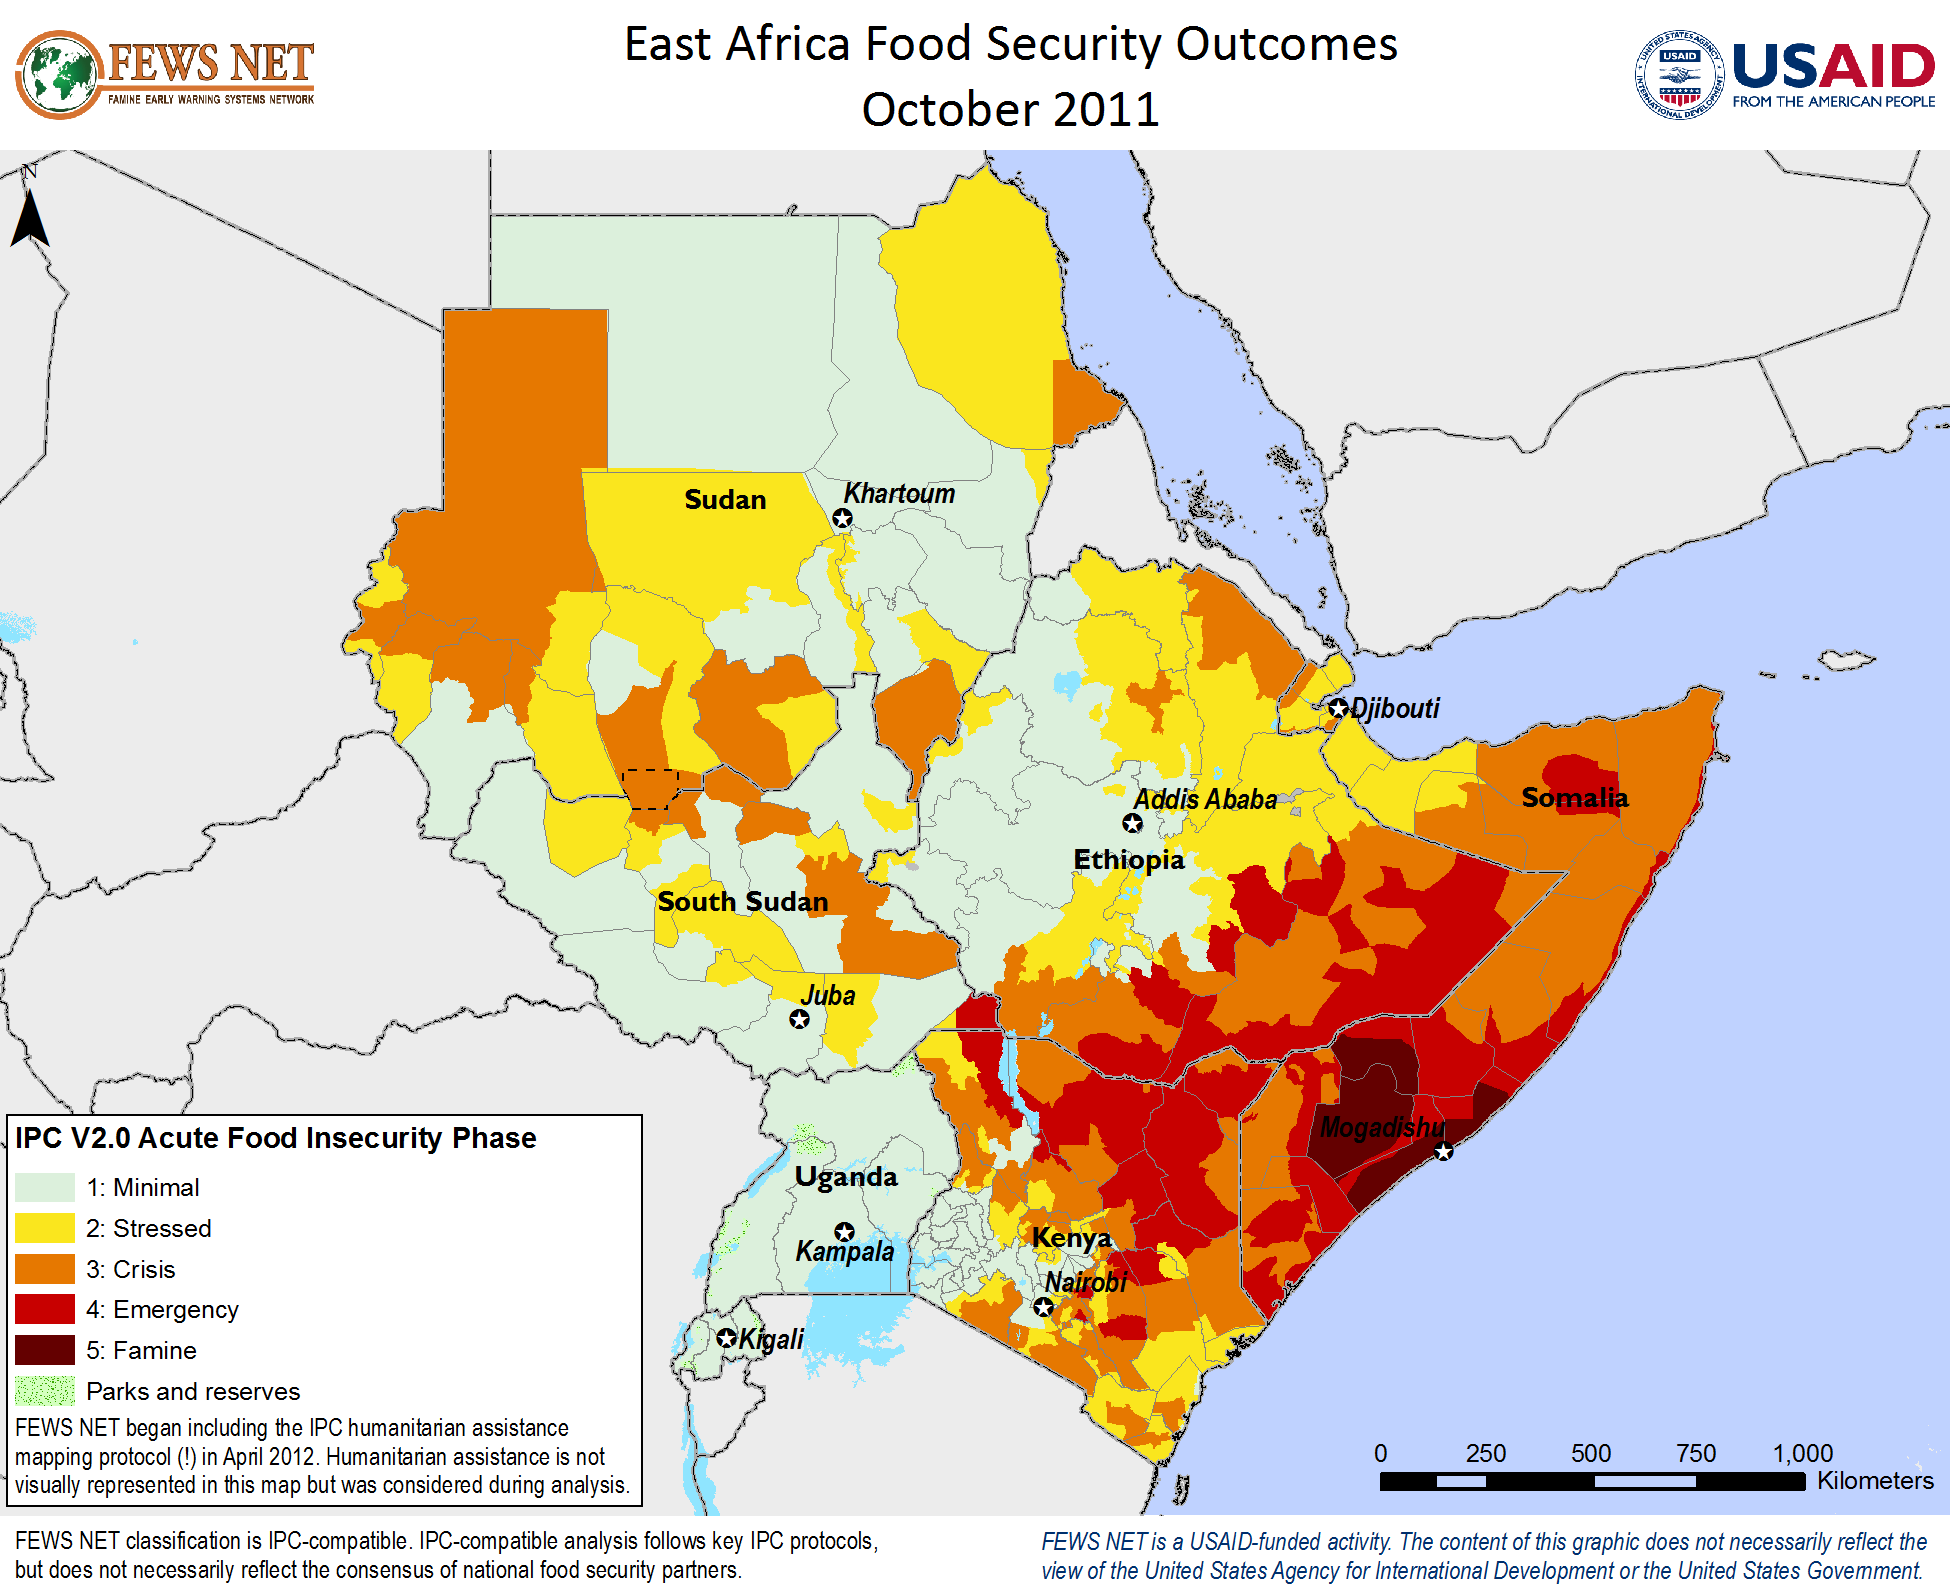 FEWS NET
FAMINE EARLY WARNING SYSTEMS NETWORK
East Africa Food Security Outcomes
October 2011
UNITED STATES AGENCY
USAID
INTERNATIONAL DEVELOPMENT
USAID
FROM THE AMERICAN PEOPLE
N
Sudan
Khartoum
Djibouti
Addis Ababa
Somalia
Ethiopia
South Sudan
Juba
Mogadishu
Uganda
Kenya
Kampala
Nairobi
Kigali
IPC V2.0 Acute Food Insecurity Phase
1: Minimal
2: Stressed
3: Crisis
4: Emergency
5: Famine
Parks and reserves
FEWS NET began including the IPC humanitarian assistance
mapping protocol (!) in April 2012. Humanitarian assistance is not
visually represented in this map but was considered during analysis.
0 250 500 750 1,000
Kilometers
FEWS NET classification is IPC-compatible. IPC-compatible analysis follows key IPC protocols,
but does not necessarily reflect the consensus of national food security partners.
FEWS NET is a USAID-funded activity. The content of this graphic does not necessarily reflect the
view of the United States Agency for International Development or the United States Government.